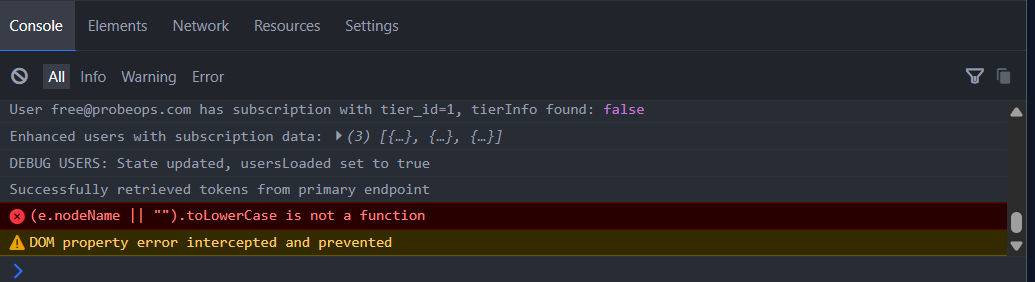 Console Elements Network Resources Settings
All Info Warning Error
User free@probeops.com has subscription with tier_id=1, tierInfo found: false
Enhanced users with subscription data: (3) [{…}, {…}, {…}]
DEBUG USERS: State updated, usersLoaded set to true
Successfully retrieved tokens from primary endpoint
(e.nodeName || "").toLowerCase is not a function
DOM property error intercepted and prevented